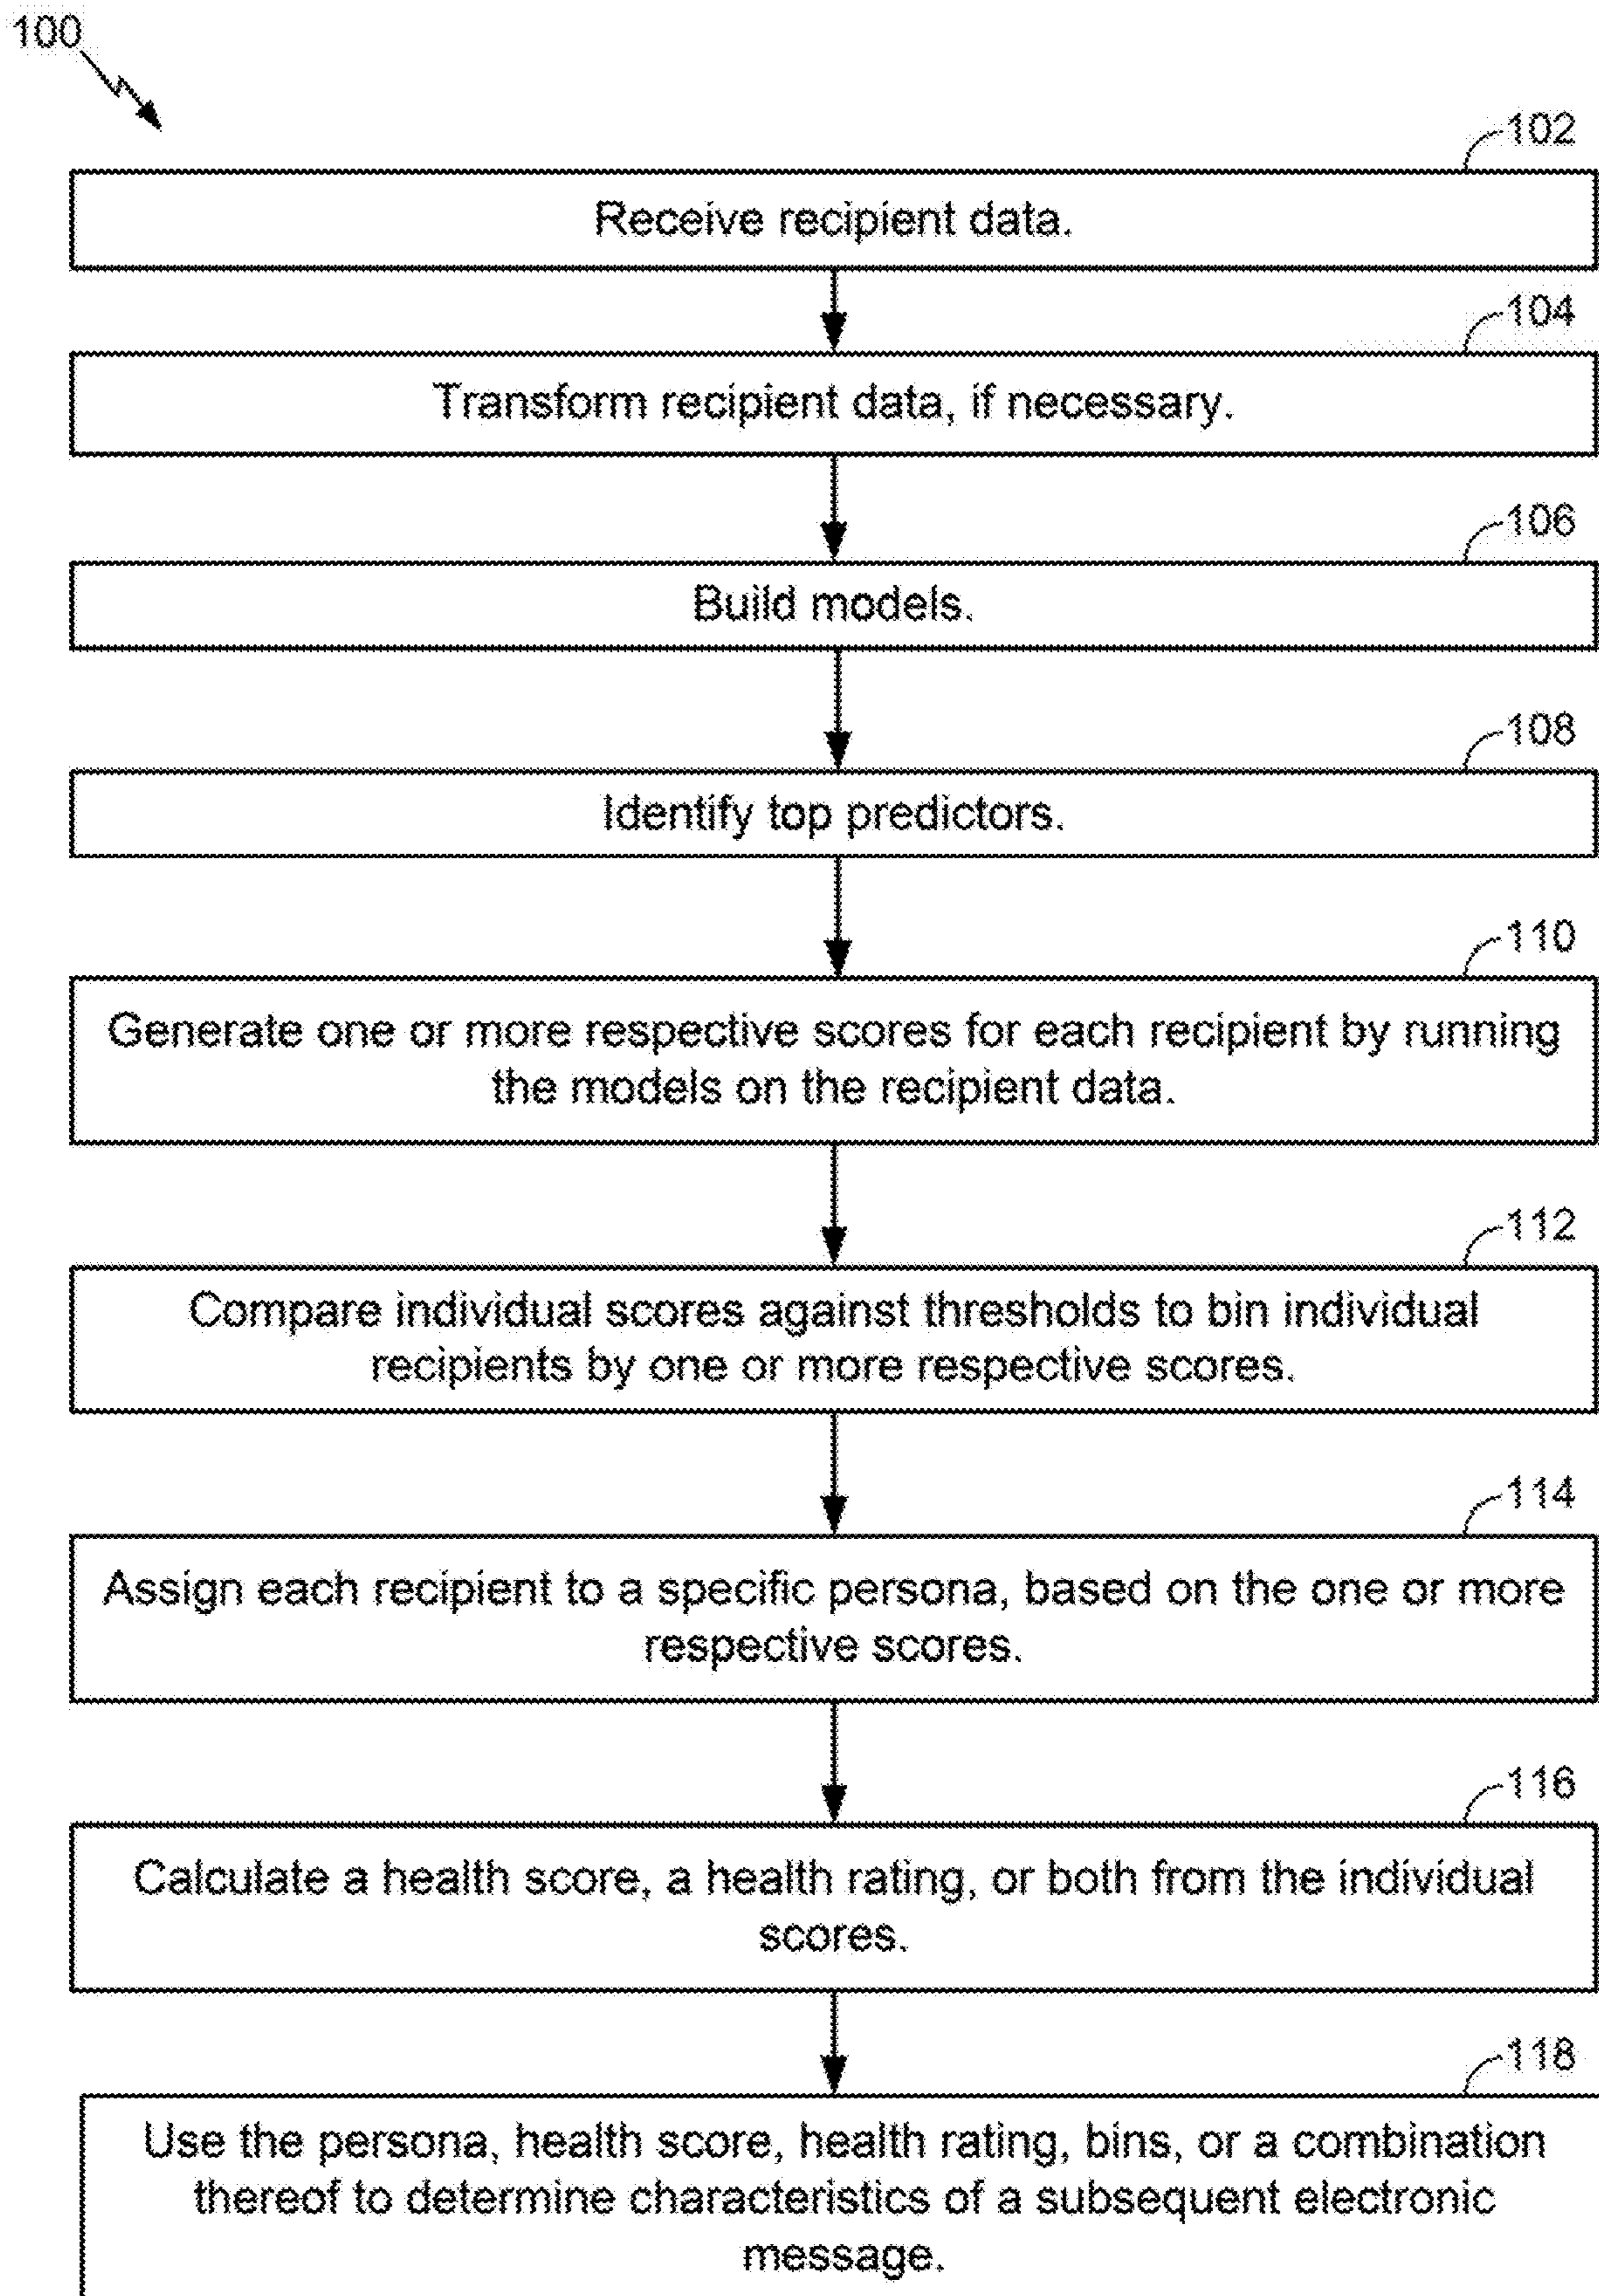 100
102
Receive recipient data.
104
Transform recipient data, if necessary.
106
Build models.
108
Identify top predictors.
110
Generate one or more respective scores for each recipient by running
the models on the recipient data.
112
Compare individual scores against thresholds to bin individual
recipients by one or more respective scores.
114
Assign each recipient to a specific persona, based on the one or more
respective scores.
116
Calculate a health score, a health rating, or both from the individual
scores.
118
Use the persona, health score, health rating, bins, or a combination
thereof to determine characteristics of a subsequent electronic
message.